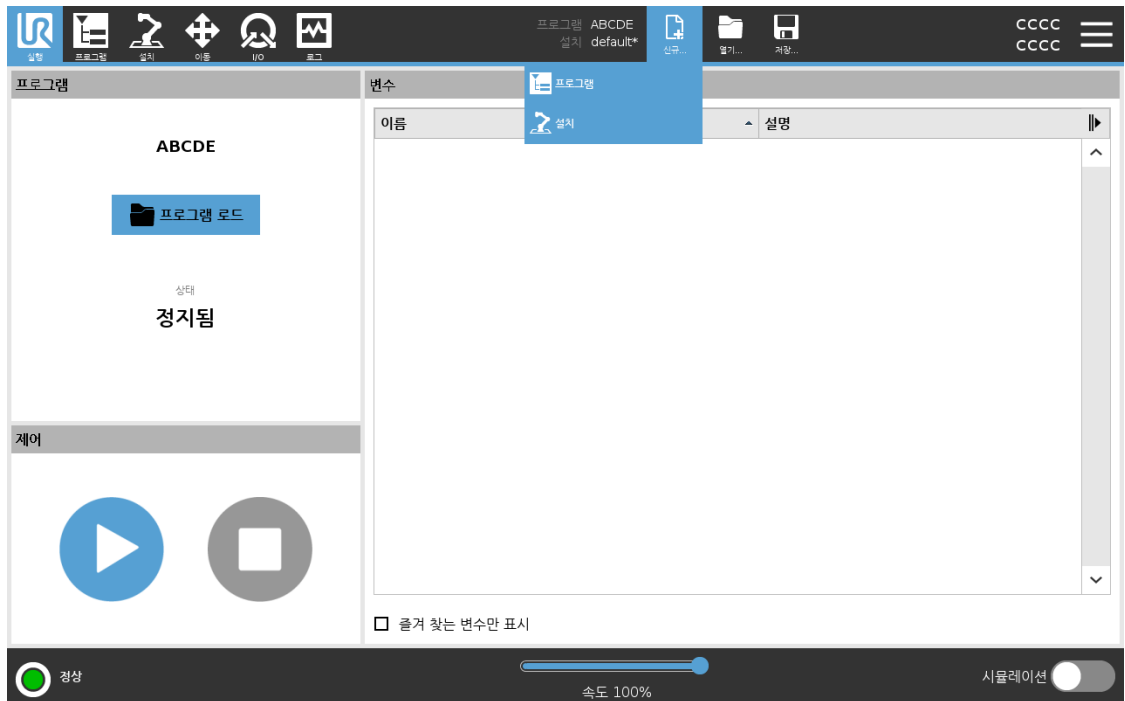 UR
실행
프로그램
설치
이동
I/O
로그
프로그램 ABCDE
설치 default*
신규...
열기...
저장...
CCCC
CCCC
프로그램
설치
프로그램
ABCDE
프로그램 로드
상태
정지됨
제어
변수
이름
설명
즐겨 찾는 변수만 표시
정상
속도 100%
시뮬레이션